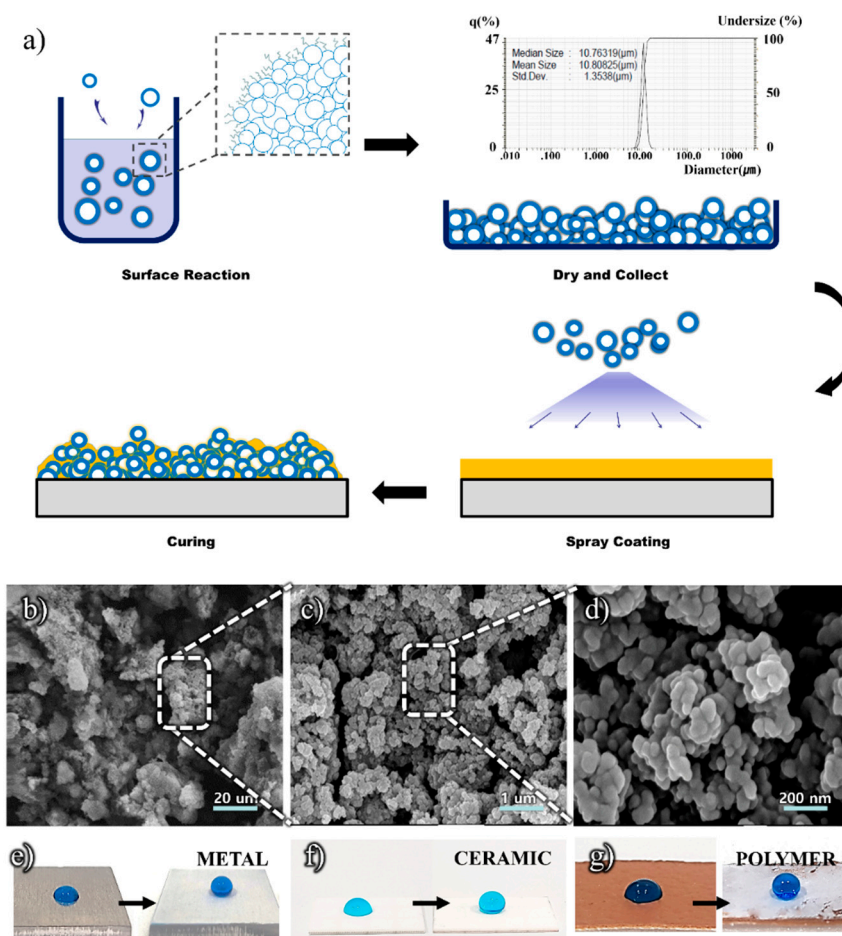 a)
q(%)
Undersize (%)
47
100
Median Size : 10.76319(μm)
Mean Size : 10.80825(μm)
Std.Dev. : 1.3538(μm)
25
50
0
0
.010 .100 1,000 10.00 100.0 1000
Diameter(㎛)
Surface Reaction
Dry and Collect
Curing
Spray Coating
b)
c)
d)
20 um
1 um
200 nm
e)
METAL
f)
CERAMIC
g)
POLYMER